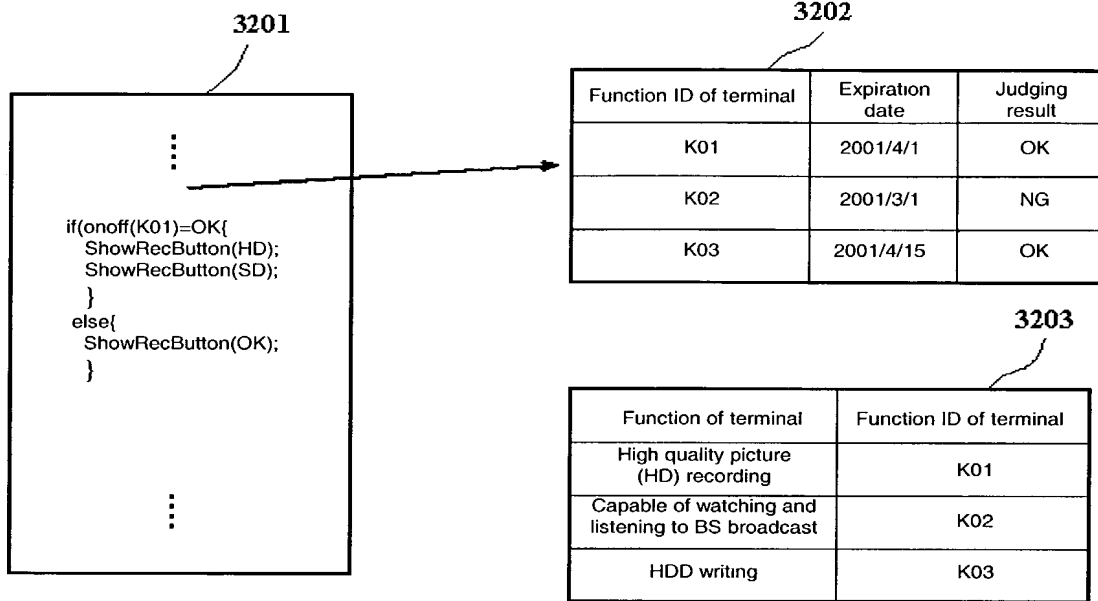 3201
if(onoff(K01)=OK{
ShowRecButton(HD);
ShowRecButton(SD);
}
else{
ShowRecButton(OK);
}
3202
Function ID of terminal Expiration date Judging result
K01 2001/4/1 OK
K02 2001/3/1 NG
K03 2001/4/15 OK
3203
Function of terminal Function ID of terminal
High quality picture
(HD) recording K01
Capable of watching and
listening to BS broadcast K02
HDD writing K03